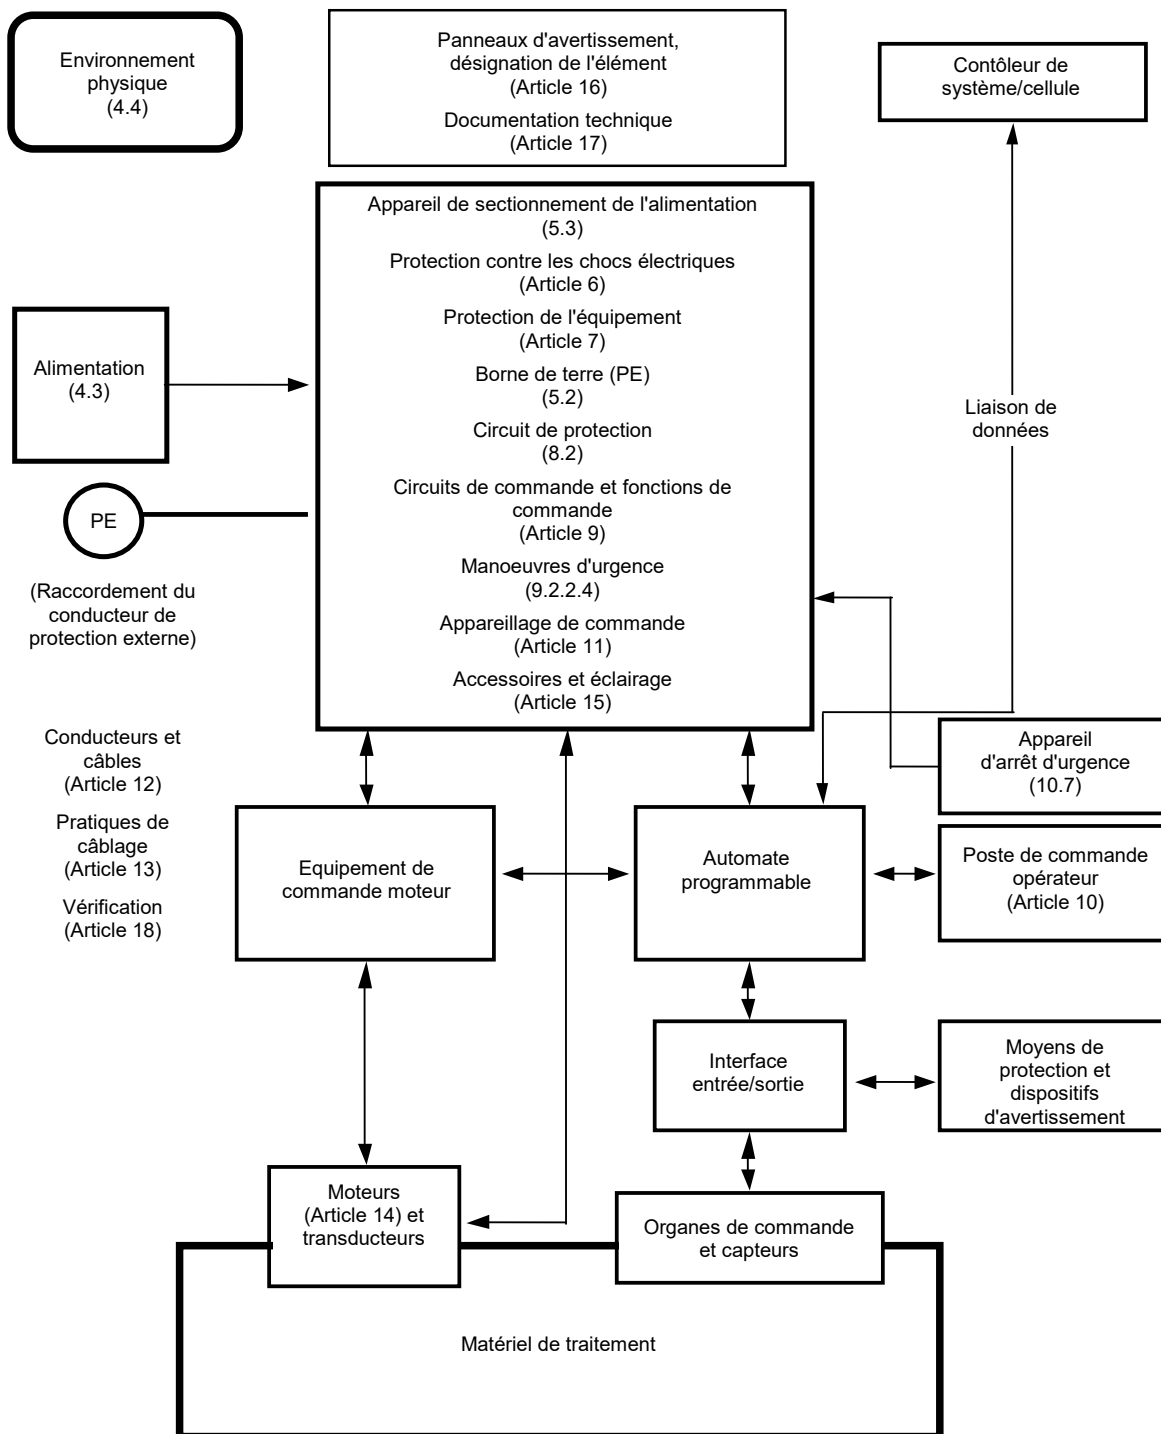 Environnement
physique
(4.4)
Panneaux d'avertissement,
désignation de l'élément
(Article 16)
Documentation technique
(Article 17)
Contôleur de
système/cellule
Appareil de sectionnement de l'alimentation
(5.3)
Protection contre les chocs électriques
(Article 6)
Protection de l'équipement
(Article 7)
Borne de terre (PE)
(5.2)
Circuit de protection
(8.2)
Circuits de commande et fonctions de
commande
(Article 9)
Manoeuvres d'urgence
(9.2.2.4)
Appareillage de commande
(Article 11)
Accessoires et éclairage
(Article 15)
Alimentation
(4.3)
PE
(Raccordement du
conducteur de
protection externe)
Liaison de
données
Conducteurs et
câbles
(Article 12)
Pratiques de
câblage
(Article 13)
Vérification
(Article 18)
Appareil
d'arrêt d'urgence
(10.7)
Equipement de
commande moteur
Automate
programmable
Poste de commande
opérateur
(Article 10)
Interface
entrée/sortie
Moyens de
protection et
dispositifs
d'avertissement
Moteurs
(Article 14) et
transducteurs
Organes de commande
et capteurs
Matériel de traitement